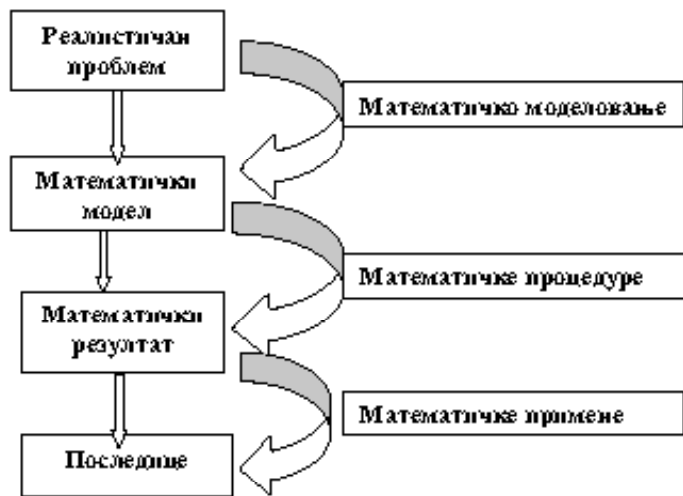 Реалистичан
проблем
Математичко моделовање
Математички
модел
Математичке процедуре
Математички
резултат
Математичке примене
Последице